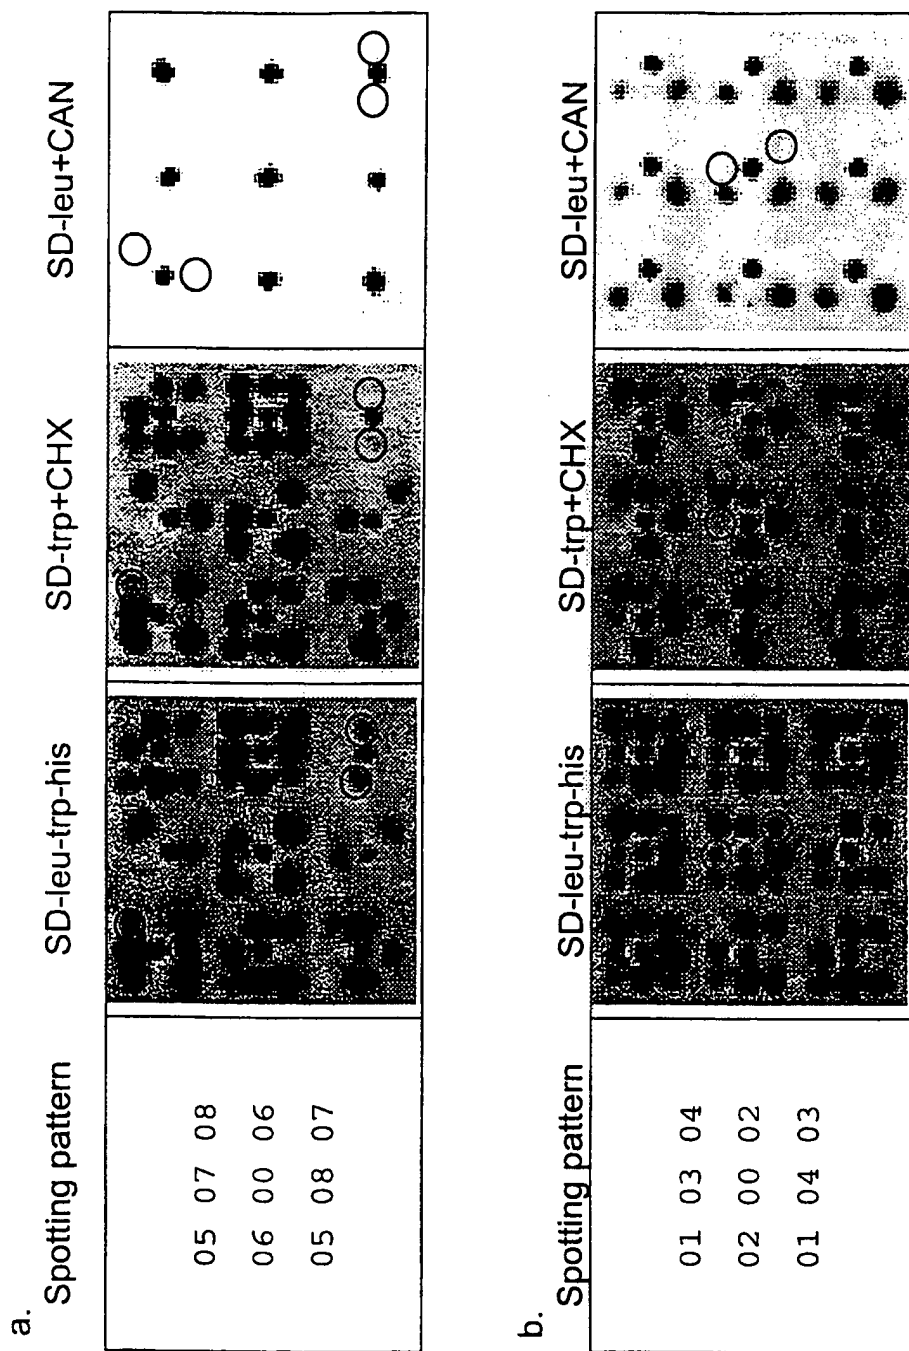 a.
Spotting pattern SD-leu-trp-his SD-trp+CHX SD-leu+CAN
05 07 08
06 00 06
05 08 07
b.
Spotting pattern SD-leu-trp-his SD-trp+CHX SD-leu+CAN
01 03 04
02 00 02
01 04 03